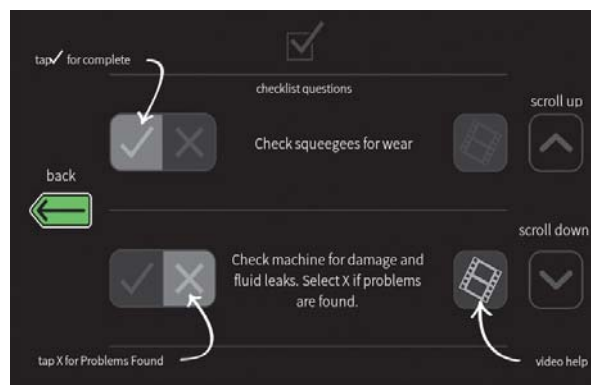 tap✓ for complete
checklist questions
scroll up
Check squeegees for wear
back
scroll down
Check machine for damage and
fluid leaks. Select X if problems
are found.
tap X for Problems Found
video help